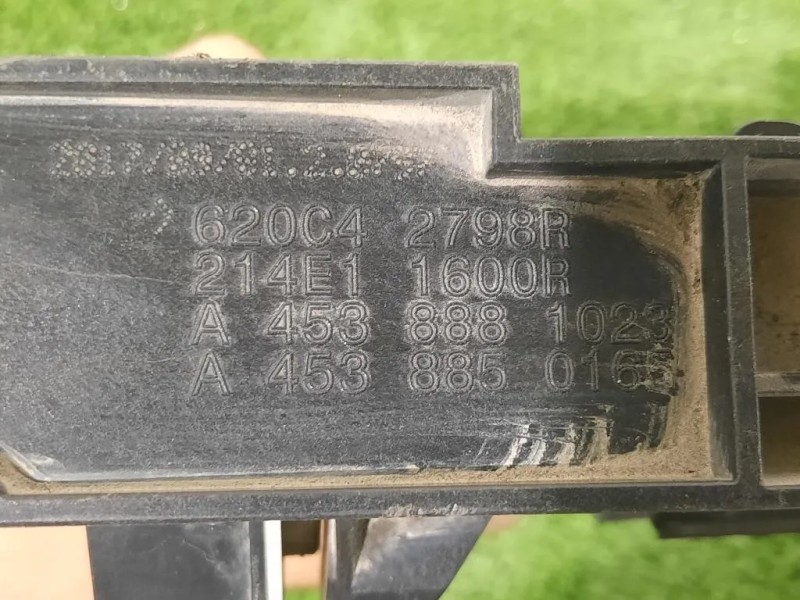 620C4 2798R
214E1 1600R
A 453 888 1023
A 453 885 0165